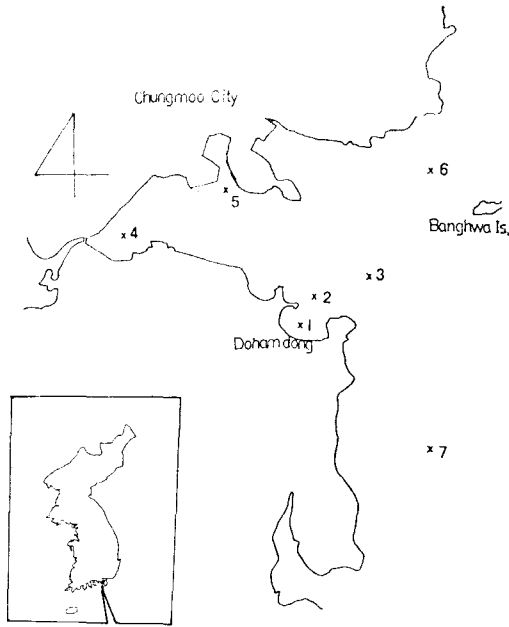 Chungmoo City
x 6
x 5
Banghwa Is,
x 4
x 3
x 2
x 1
Dohamdong
x 7